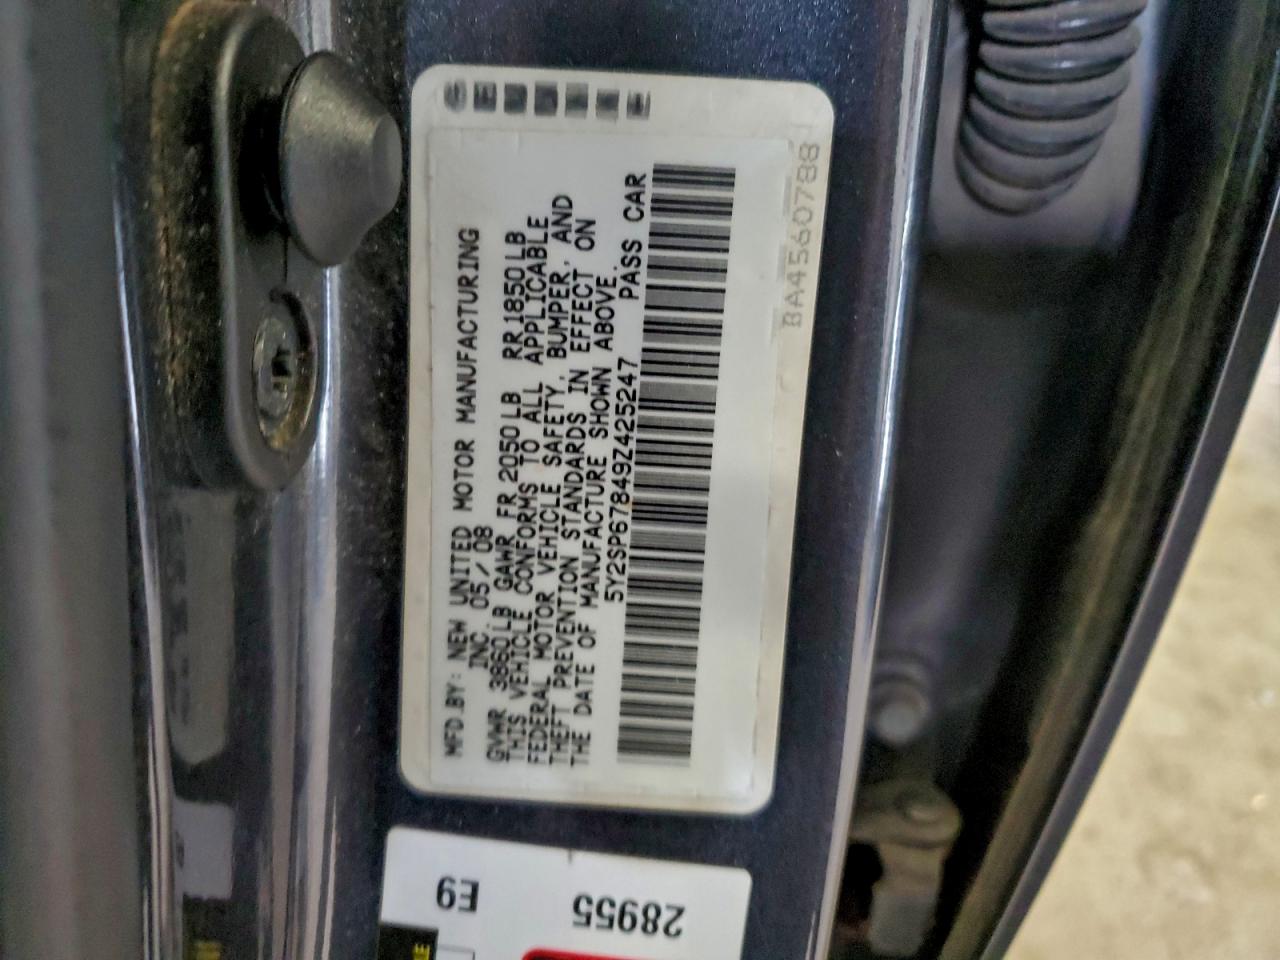 MFD.BY: NEW UNITED MOTOR MANUFACTURING
INC. 05/08
GVWR 3860LB GAWR FR 2050LB RR 1850LB
THIS VEHICLE CONFORMS TO ALL APPLICABLE
FEDERAL MOTOR VEHICLE SAFETY, BUMPER, AND
THEFT PREVENTION STANDARDS IN EFFECT ON
THE DATE OF MANUFACTURE SHOWN ABOVE.
5Y2SP67849Z425247 PASS CAR
BA4560788
E9
28955